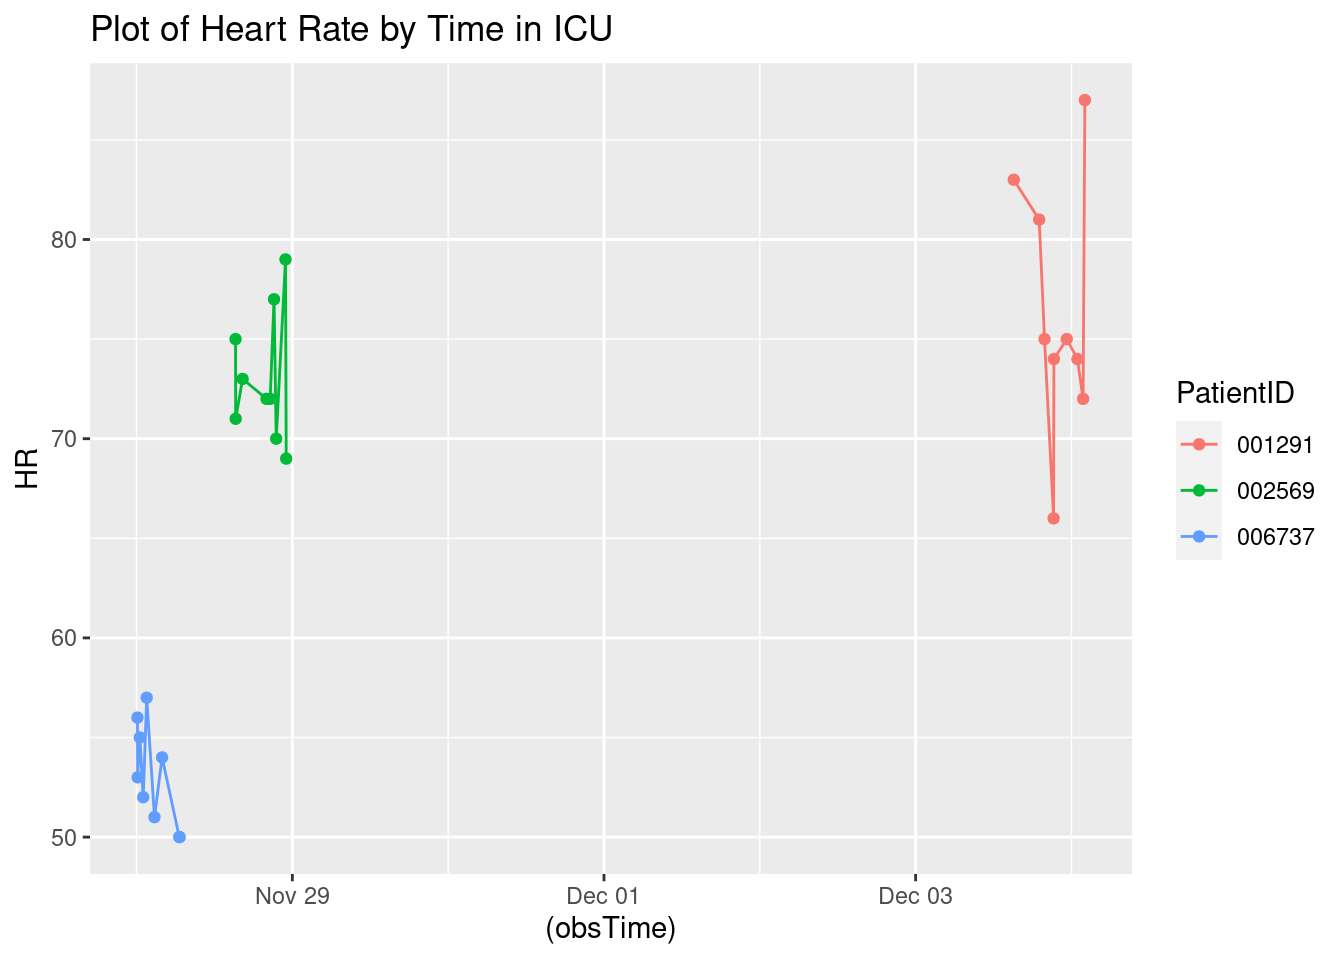 Plot of Heart Rate by Time in ICU
HR
80
70
60
50
Nov 29
Dec 01
Dec 03
(obsTime)
PatientID
001291
002569
006737